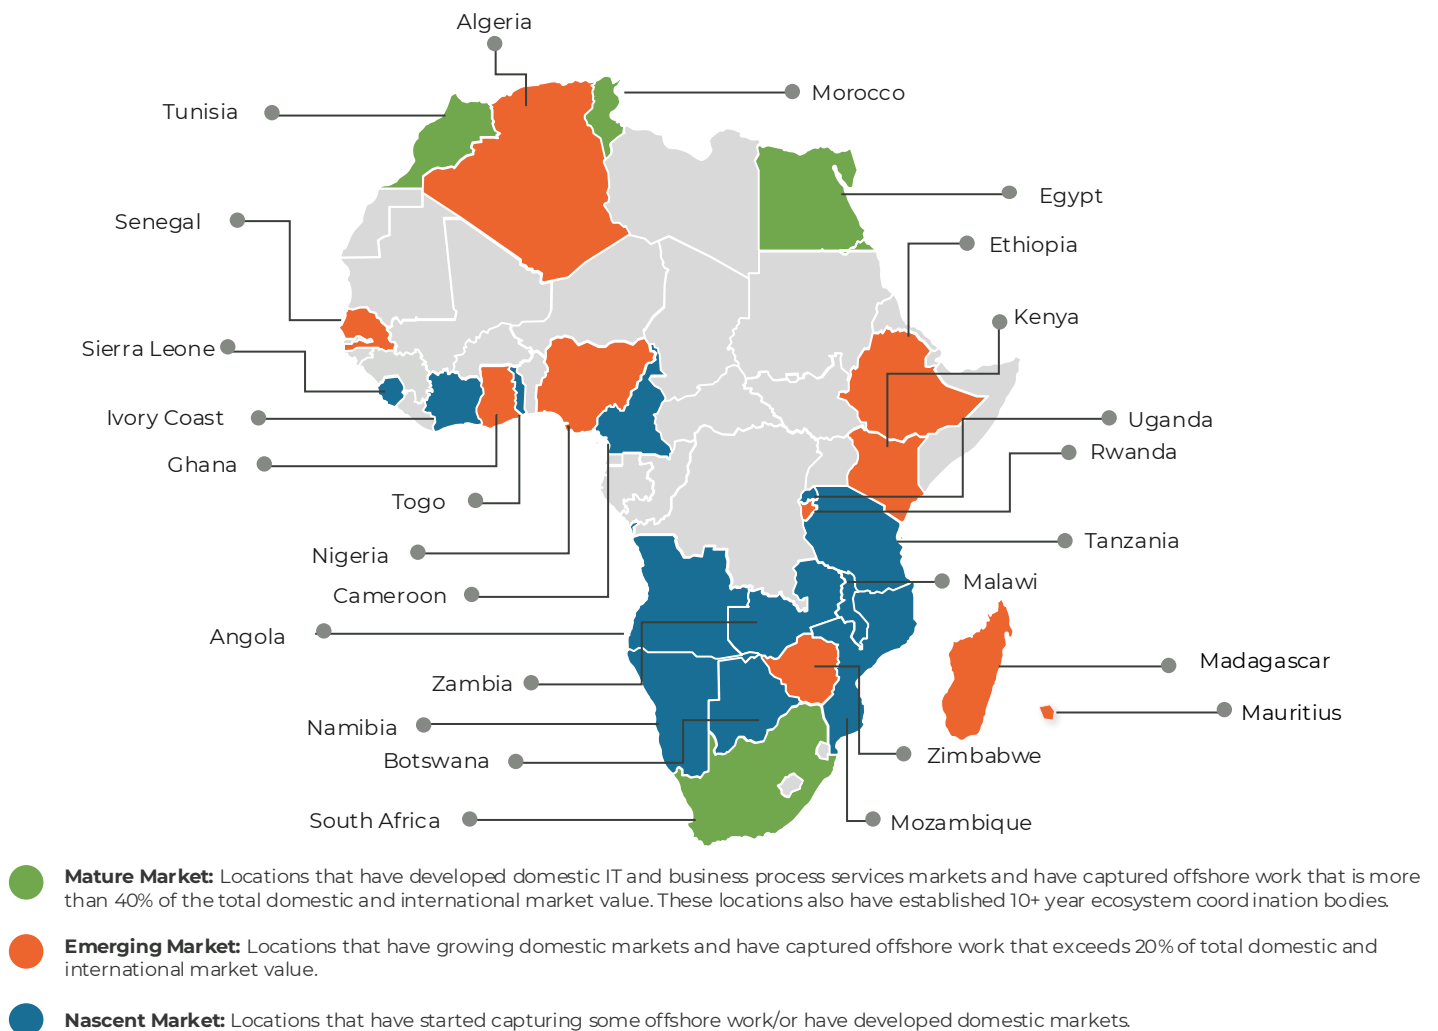 Algeria
Morocco
Tunisia
Egypt
Senegal
Ethiopia
Kenya
Sierra Leone
Ivory Coast
Uganda
Rwanda
Ghana
Togo
Tanzania
Nigeria
Malawi
Cameroon
Angola
Madagascar
Zambia
Mauritius
Namibia
Zimbabwe
Botswana
South Africa
Mozambique
Mature Market: Locations that have developed domestic IT and business process services markets and have captured offshore work that is more
than 40% of the total domestic and international market value. These locations also have established 10+ year ecosystem coordination bodies.
Emerging Market: Locations that have growing domestic markets and have captured offshore work that exceeds 20% of total domestic and
international market value.
Nascent Market: Locations that have started capturing some offshore work/or have developed domestic markets.